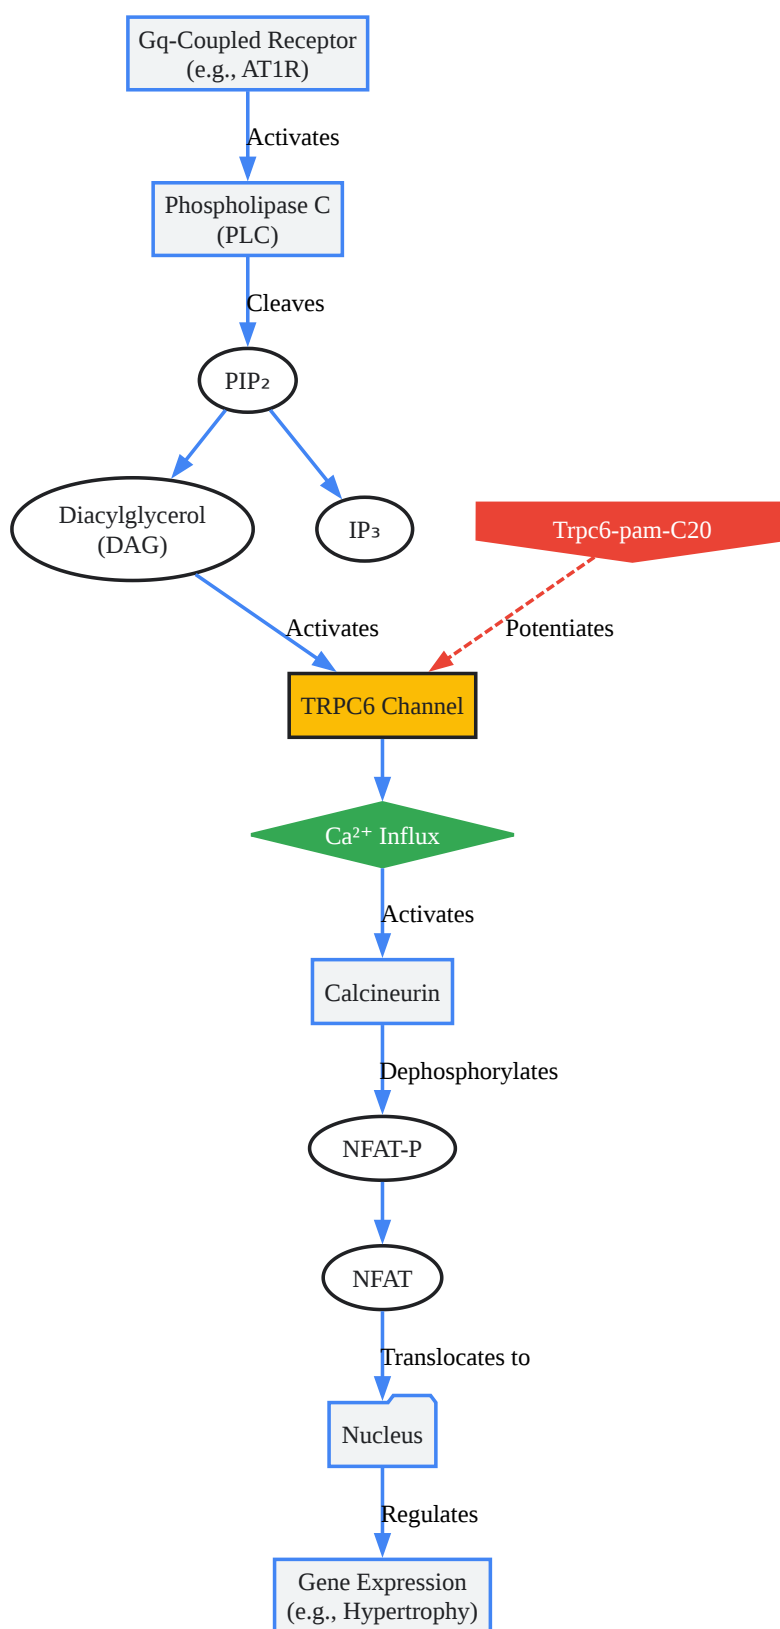 Gq-Coupled Receptor
(e.g., AT1R)
Activates
Phospholipase C
(PLC)
Cleaves
PIP₂
Diacylglycerol
(DAG)
IP₃
Trpc6-pam-C20
Activates
Potentiates
TRPC6 Channel
Ca²⁺ Influx
Activates
Calcineurin
Dephosphorylates
NFAT-P
NFAT
Translocates to
Nucleus
Regulates
Gene Expression
(e.g., Hypertrophy)